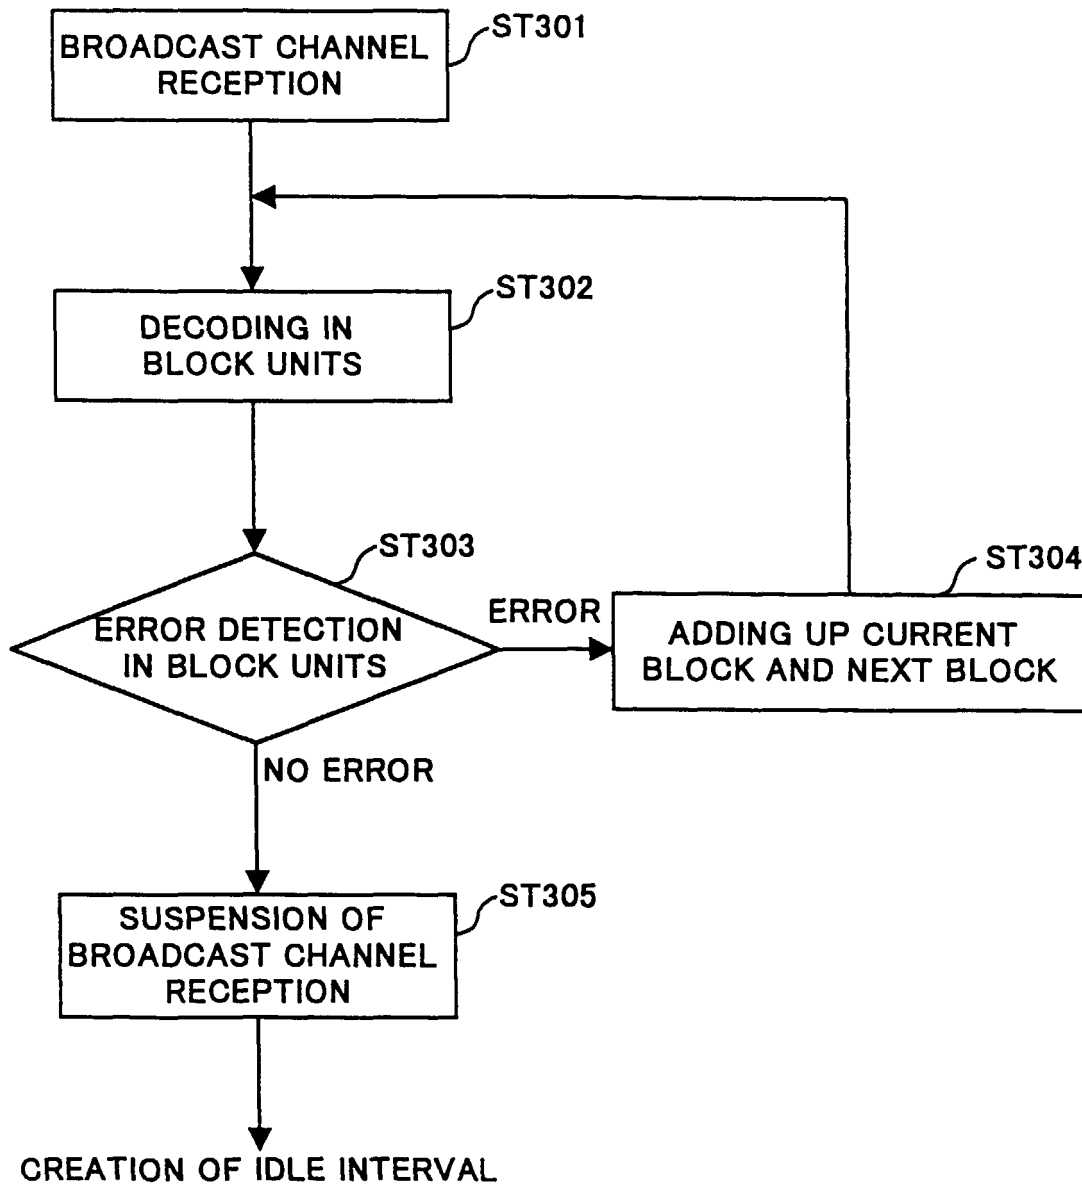 ST301
BROADCAST CHANNEL
RECEPTION
ST302
DECODING IN
BLOCK UNITS
ST303
ERROR DETECTION
IN BLOCK UNITS
ERROR
ST304
ADDING UP CURRENT
BLOCK AND NEXT BLOCK
NO ERROR
ST305
SUSPENSION OF
BROADCAST CHANNEL
RECEPTION
CREATION OF IDLE INTERVAL